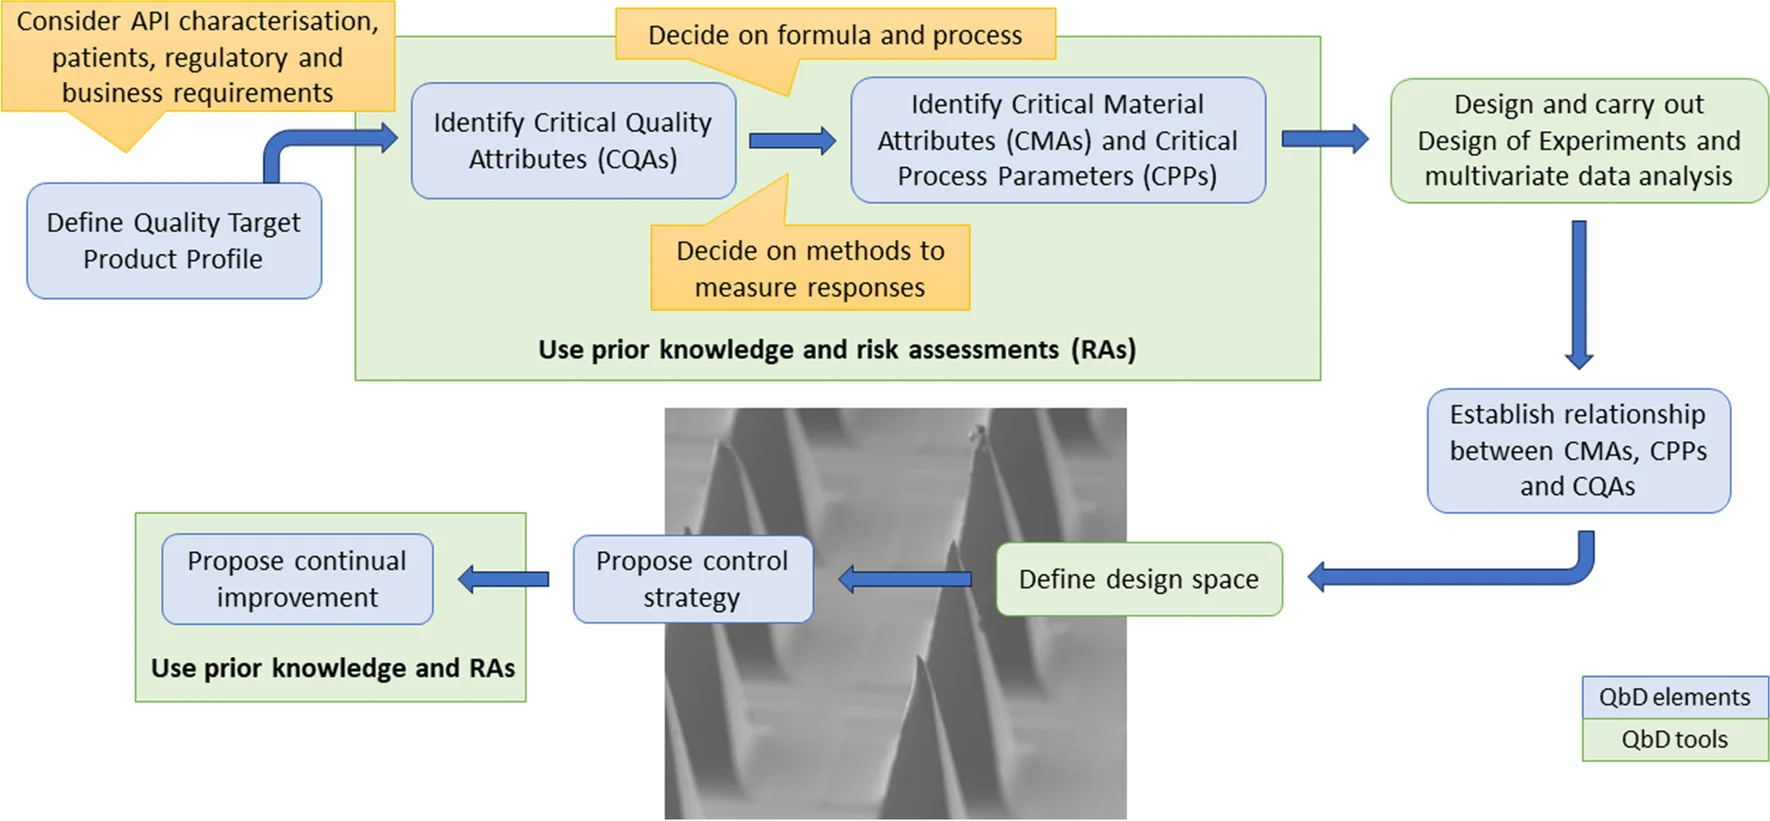 Consider API characterisation,
patients, regulatory and
business requirements
Decide on formula and process
Define Quality Target
Product Profile
Identify Critical Quality
Attributes (CQAs)
Identify Critical Material
Attributes (CMAs) and Critical
Process Parameters (CPPs)
Decide on methods to
measure responses
Use prior knowledge and risk assessments (RAs)
Design and carry out
Design of Experiments and
multivariate data analysis
Establish relationship
between CMAs, CPPs
and CQAs
Define design space
Propose control
strategy
Propose continual
improvement
Use prior knowledge and RAs
QbD elements
QbD tools